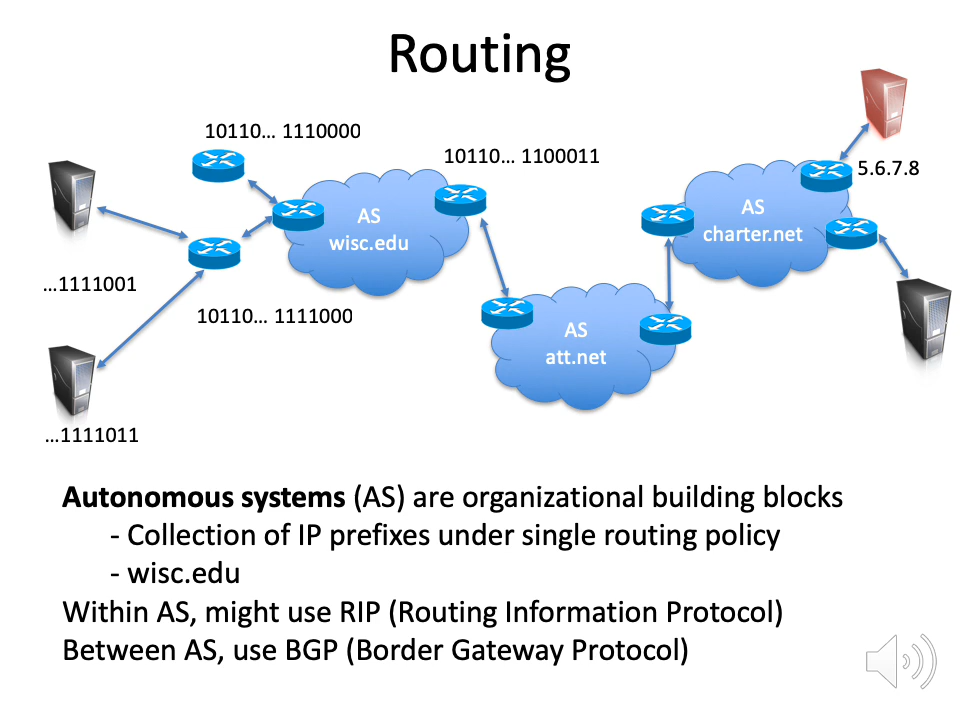 Routing
10110… 1110000
10110… 1100011
5.6.7.8
AS
wisc.edu
AS
charter.net
…1111001
10110… 1111000
AS
att.net
…1111011
Autonomous systems (AS) are organizational building blocks
- Collection of IP prefixes under single routing policy
- wisc.edu
Within AS, might use RIP (Routing Information Protocol)
Between AS, use BGP (Border Gateway Protocol)